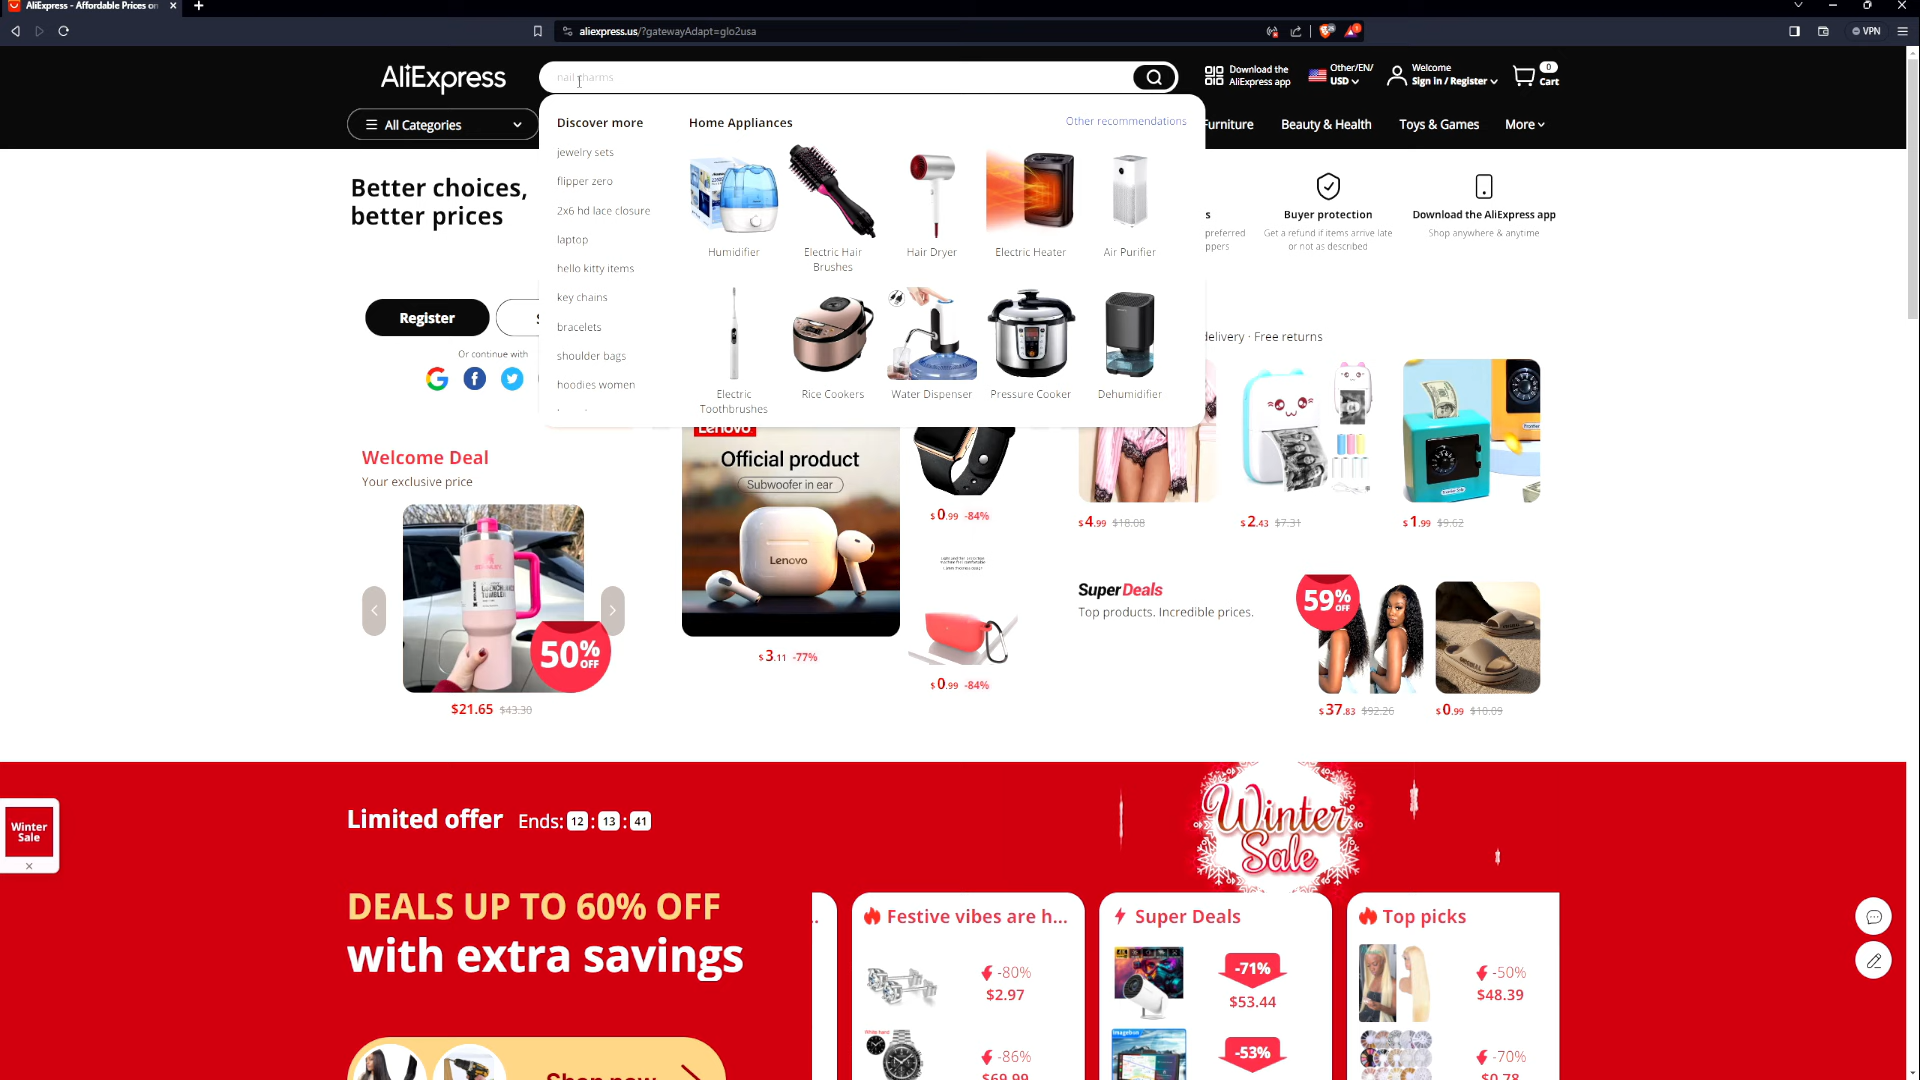 AliExpress - Affordable Prices on
aliexpress.us/?gatewayAdapt=glo2usa
VPN
AliExpress
nail charms
Download the
AliExpress app
Other/EN/
USD
Welcome
Sign in / Register
0
Cart
All Categories
Furniture
Beauty & Health
Toys & Games
More
Discover more
jewelry sets
flipper zero
2x6 hd lace closure
laptop
hello kitty items
key chains
bracelets
shoulder bags
hoodies women
Home Appliances
Other recommendations
Humidifier
Electric Hair
Brushes
Hair Dryer
Electric Heater
Air Purifier
Electric
Toothbrushes
Rice Cookers
Water Dispenser
Pressure Cooker
Dehumidifier
Better choices,
better prices
s
preferred
ppers
Buyer protection
Get a refund if items arrive late
or not as described
Download the AliExpress app
Shop anywhere & anytime
Register
S
Or continue with
delivery · Free returns
Welcome Deal
Your exclusive price
50%
OFF
$21.65 $43.30
Lenovo
Official product
Subwoofer in ear
Lenovo
$3.11 -77%
$0.99 -84%
$0.99 -84%
$4.99 $18.08
$2.43 $7.31
$1.99 $9.62
SuperDeals
Top products. Incredible prices.
59%
OFF
$37.83 $92.26
$0.99 $10.09
Winter
Sale
Limited offer Ends: 12 : 13 : 41
Winter
Sale
DEALS UP TO 60% OFF
with extra savings
Shop now
..
Festive vibes are h...
-80%
$2.97
-86%
$69.99
Super Deals
-71%
$53.44
-53%
Top picks
-50%
$48.39
-70%
$0.78